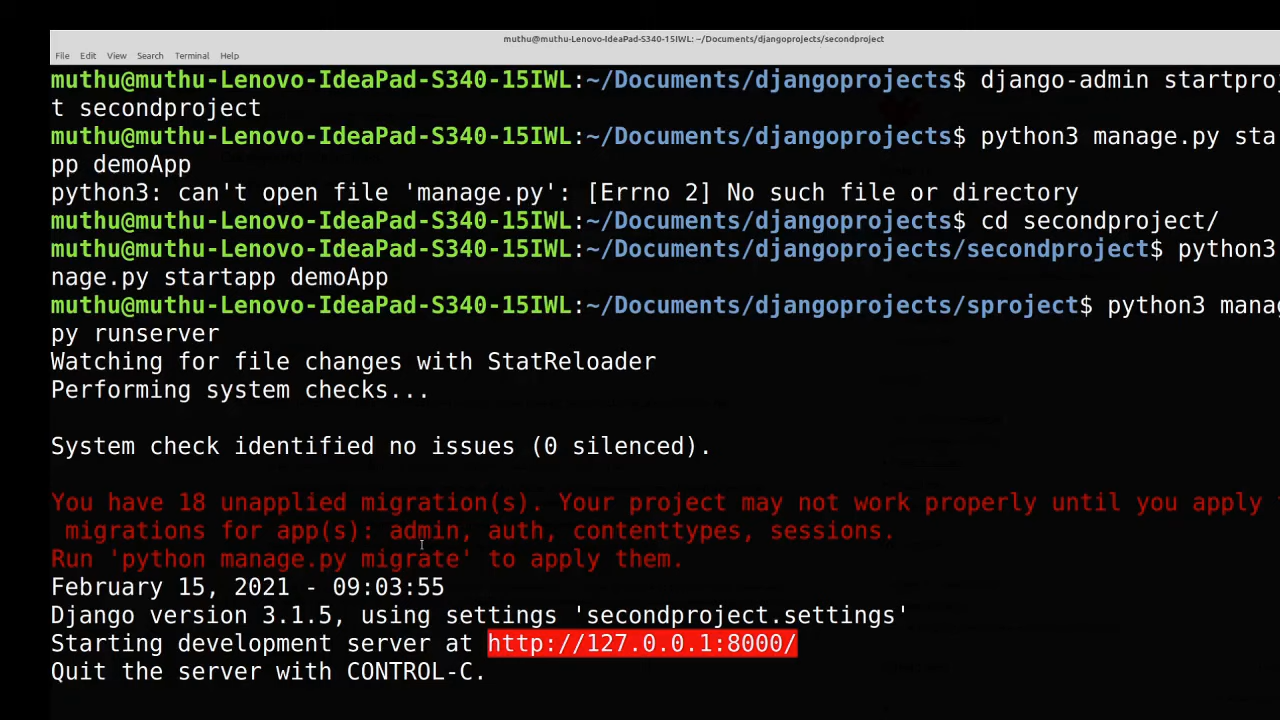 muthu@muthu-Lenovo-IdeaPad-S340-15IWL: ~/Documents/djangoprojects/secondproject
File Edit View Search Terminal Help
muthu@muthu-Lenovo-IdeaPad-S340-15IWL:~/Documents/djangoprojects$ django-admin startproj
t secondproject
muthu@muthu-Lenovo-IdeaPad-S340-15IWL:~/Documents/djangoprojects$ python3 manage.py sta
pp demoApp
python3: can't open file 'manage.py': [Errno 2] No such file or directory
muthu@muthu-Lenovo-IdeaPad-S340-15IWL:~/Documents/djangoprojects$ cd secondproject/
muthu@muthu-Lenovo-IdeaPad-S340-15IWL:~/Documents/djangoprojects/secondproject$ python3
nage.py startapp demoApp
muthu@muthu-Lenovo-IdeaPad-S340-15IWL:~/Documents/djangoprojects/sproject$ python3 mana
py runserver
Watching for file changes with StatReloader
Performing system checks...
System check identified no issues (0 silenced).
You have 18 unapplied migration(s). Your project may not work properly until you apply
migrations for app(s): admin, auth, contenttypes, sessions.
Run 'python manage.py migrate' to apply them.
February 15, 2021 - 09:03:55
Django version 3.1.5, using settings 'secondproject.settings'
Starting development server at http://127.0.0.1:8000/
Quit the server with CONTROL-C.